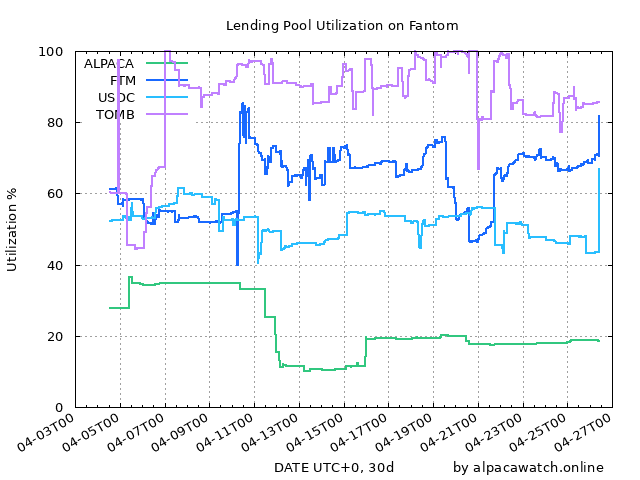 Lending Pool Utilization on Fantom
100
80
60
40
20
0
Utilization %
ALPACA
FTM
USDC
TOMB
04-03T00
04-05T00
04-07T00
04-09T00
04-11T00
04-13T00
04-15T00
04-17T00
04-19T00
04-21T00
04-23T00
04-25T00
04-27T00
DATE UTC+0, 30d
by alpacawatch.online